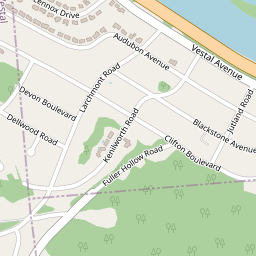 Lennox Drive
Audubon Avenue
Vestal Avenue
Vestal
Larchmont Road
Devon Boulevard
Dellwood Road
Kenilworth Road
Jutland Road
Blackstone Avenue
Clifton Boulevard
Fuller Hollow Road